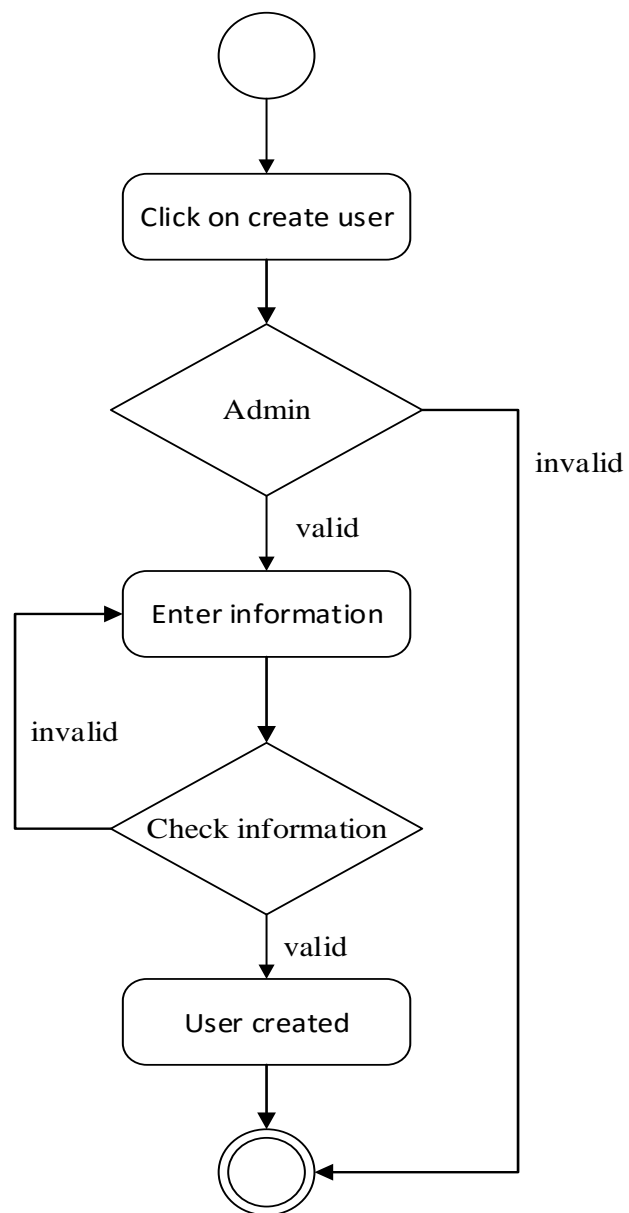 Click on create user
Admin
invalid
valid
Enter information
invalid
Check information
valid
User created